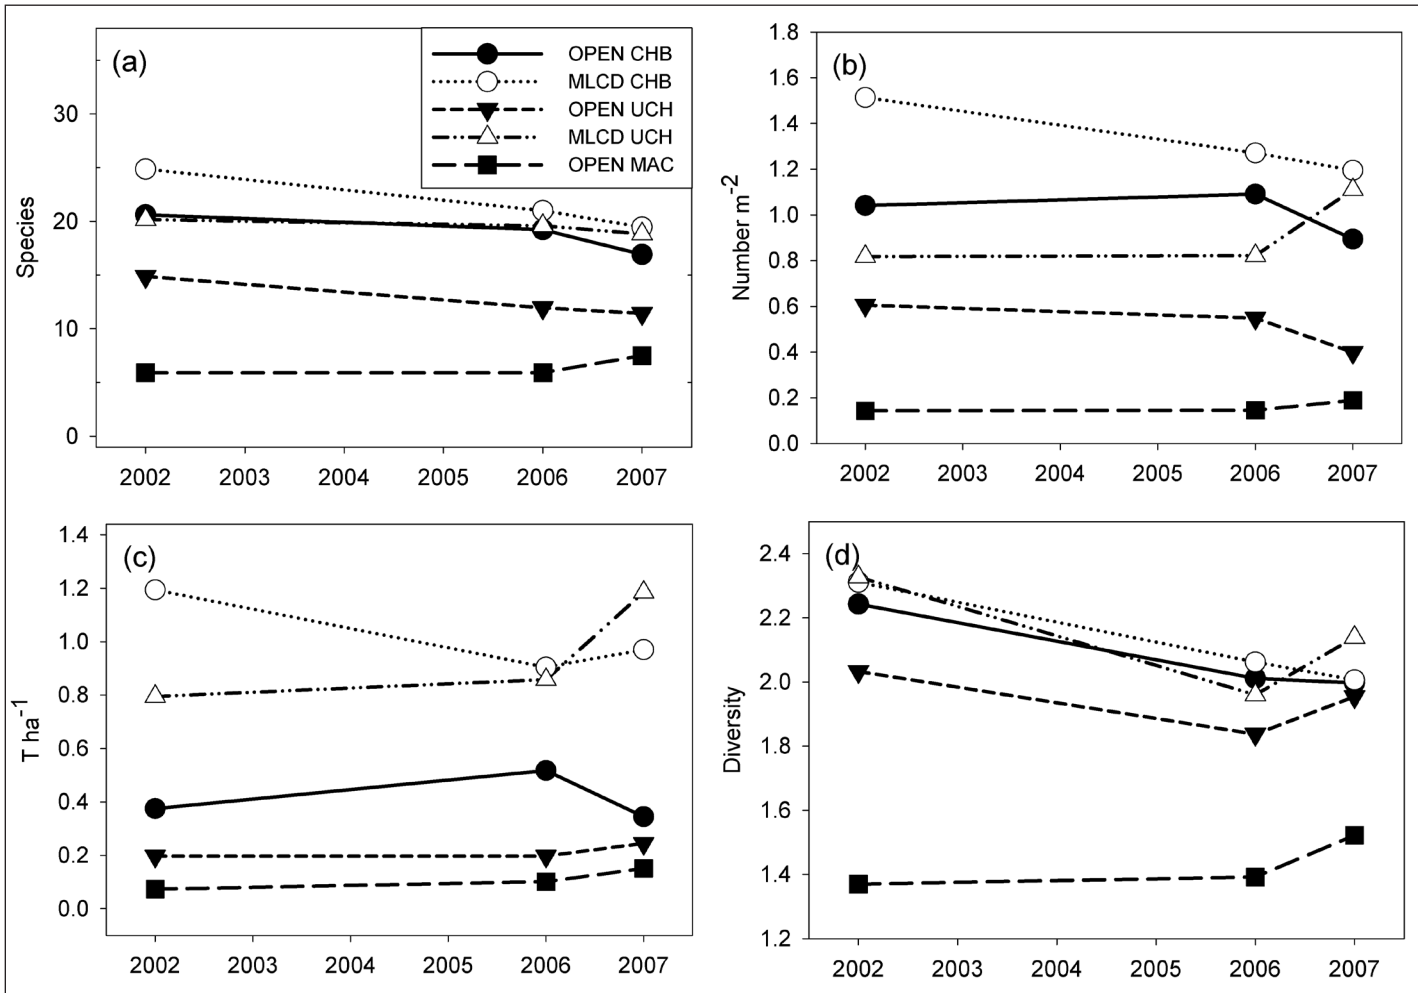 (a)
OPEN CHB
MLCD CHB
OPEN UCH
MLCD UCH
OPEN MAC
Species
30
20
10
0
2002 2003 2004 2005 2006 2007
(b)
Number m-2
1.8
1.6
1.4
1.2
1.0
0.8
0.6
0.4
0.2
0.0
2002 2003 2004 2005 2006 2007
(c)
T ha-1
1.4
1.2
1.0
0.8
0.6
0.4
0.2
0.0
2002 2003 2004 2005 2006 2007
(d)
Diversity
2.4
2.2
2.0
1.8
1.6
1.4
1.2
2002 2003 2004 2005 2006 2007